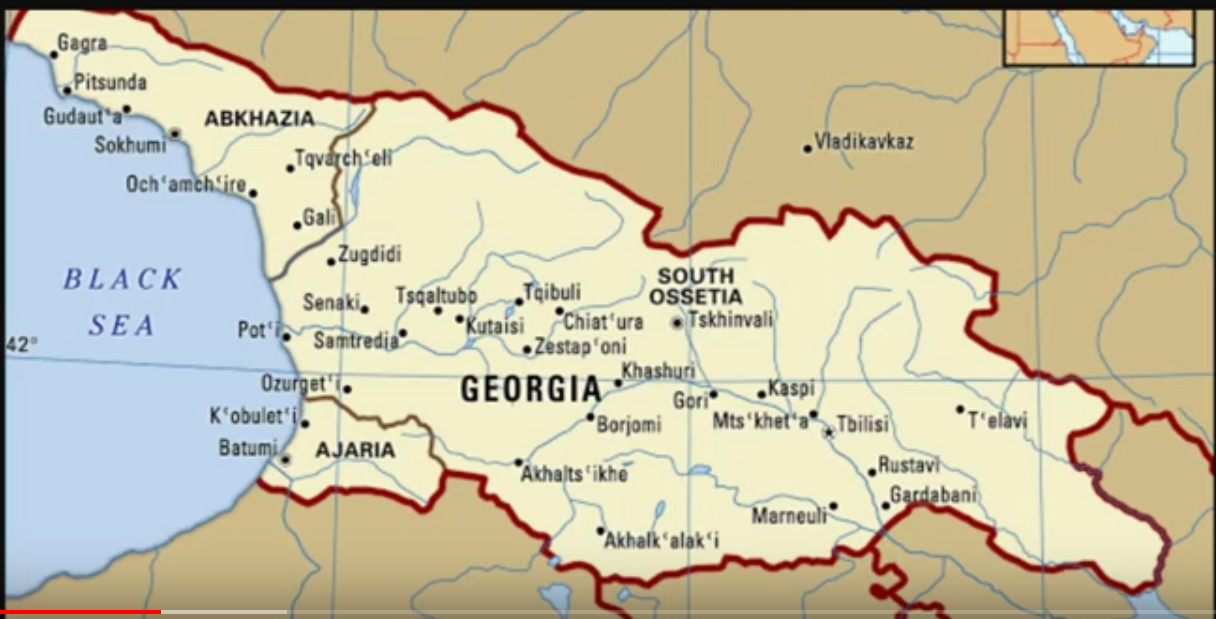 Gagra
Pitsunda
Gudaut‘a
ABKHAZIA
Sokhumi
Vladikavkaz
Tqvarch‘eli
Och‘amch‘ire
Gali
Zugdidi
BLACK
SEA
SOUTH
OSSETIA
Senaki
Tsqaltubo
Tqibuli
Pot‘i
Samtredia
Kutaisi
Chiat‘ura
Tskhinvali
42°
Zestap‘oni
Khashuri
Ozurget‘i
GEORGIA
Gori
Kaspi
K‘obulet‘i
Borjomi
Mts‘khet‘a
Tbilisi
T‘elavi
Batumi
AJARIA
Akhalts‘ikhe
Rustavi
Gardabani
Marneuli
Akhalk‘alak‘i